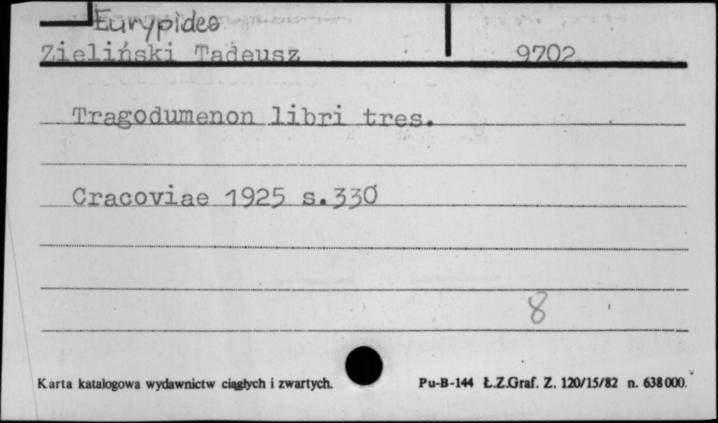 Eurypides
Zieliński Tadeusz 9702
Tragodumenon libri tres.
Cracoviae 1925 s.330
8
Karta katalogowa wydawnictw ciągłych i zwartych. Pu-B-144 Ł.Z.Graf. Z. 120/15/82 n. 638000.